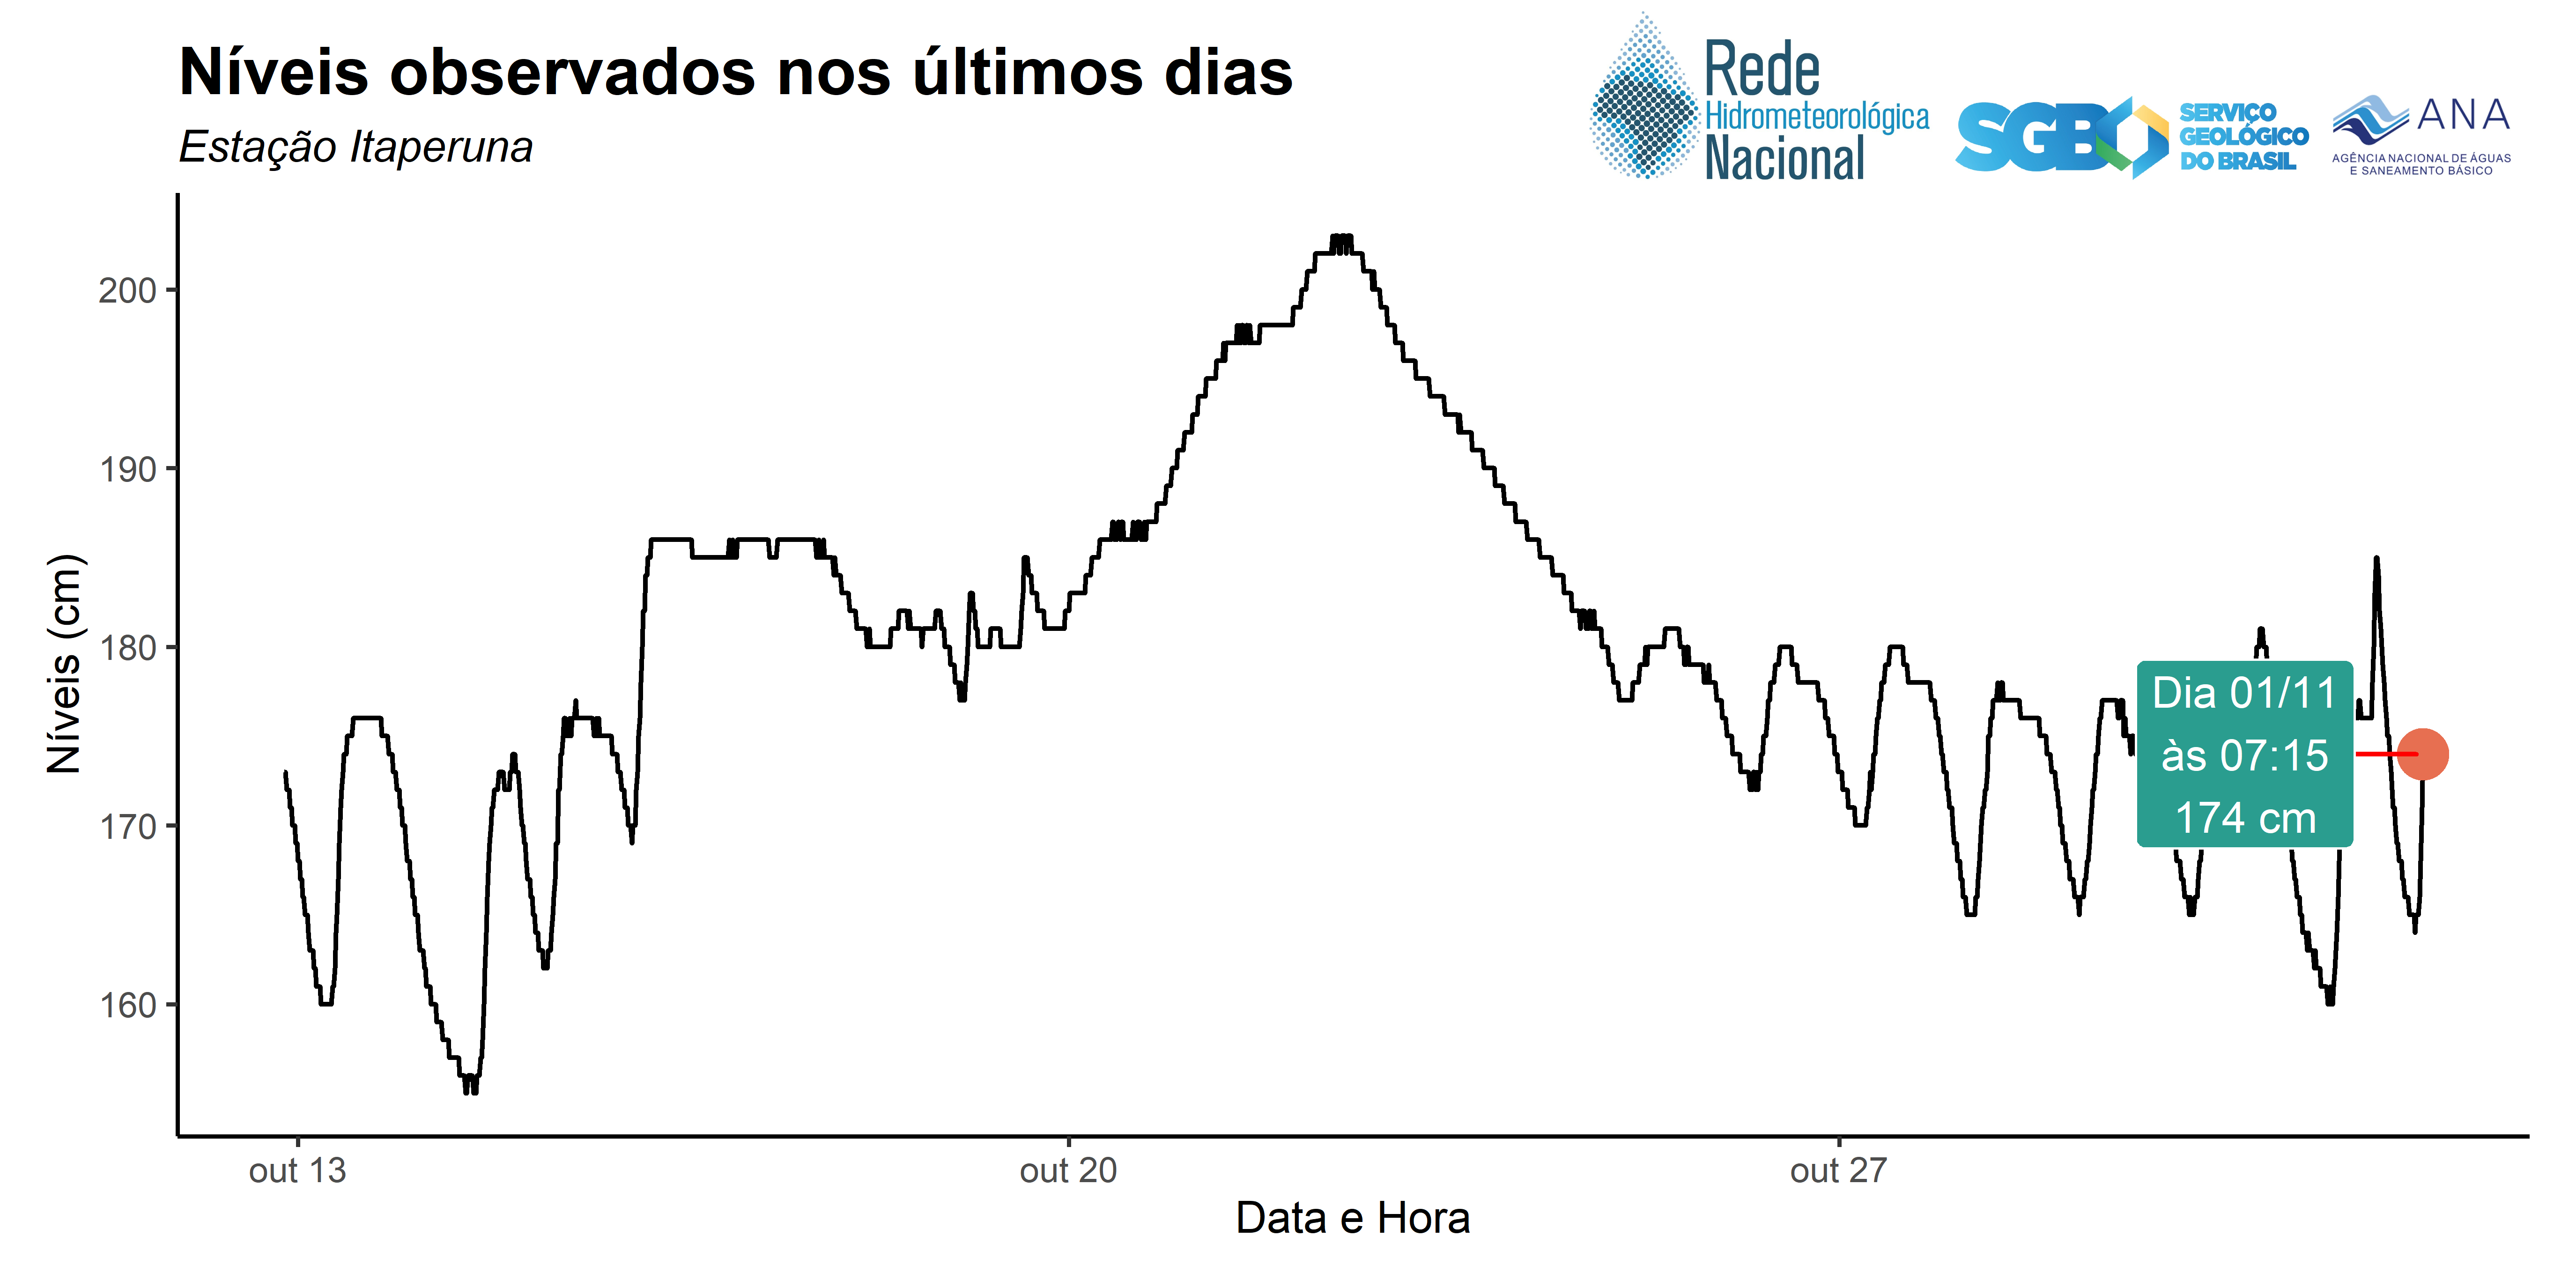 Níveis observados nos últimos dias
Estação Itaperuna
Rede
Hidrometeorológica
Nacional
SGB
SERVIÇO
GEOLÓGICO
DO BRASIL
ANA
AGÊNCIA NACIONAL DE ÁGUAS
E SANEAMENTO BÁSICO
Níveis (cm)
200
190
180
170
160
Dia 01/11
às 07:15
174 cm
out 13
out 20
out 27
Data e Hora